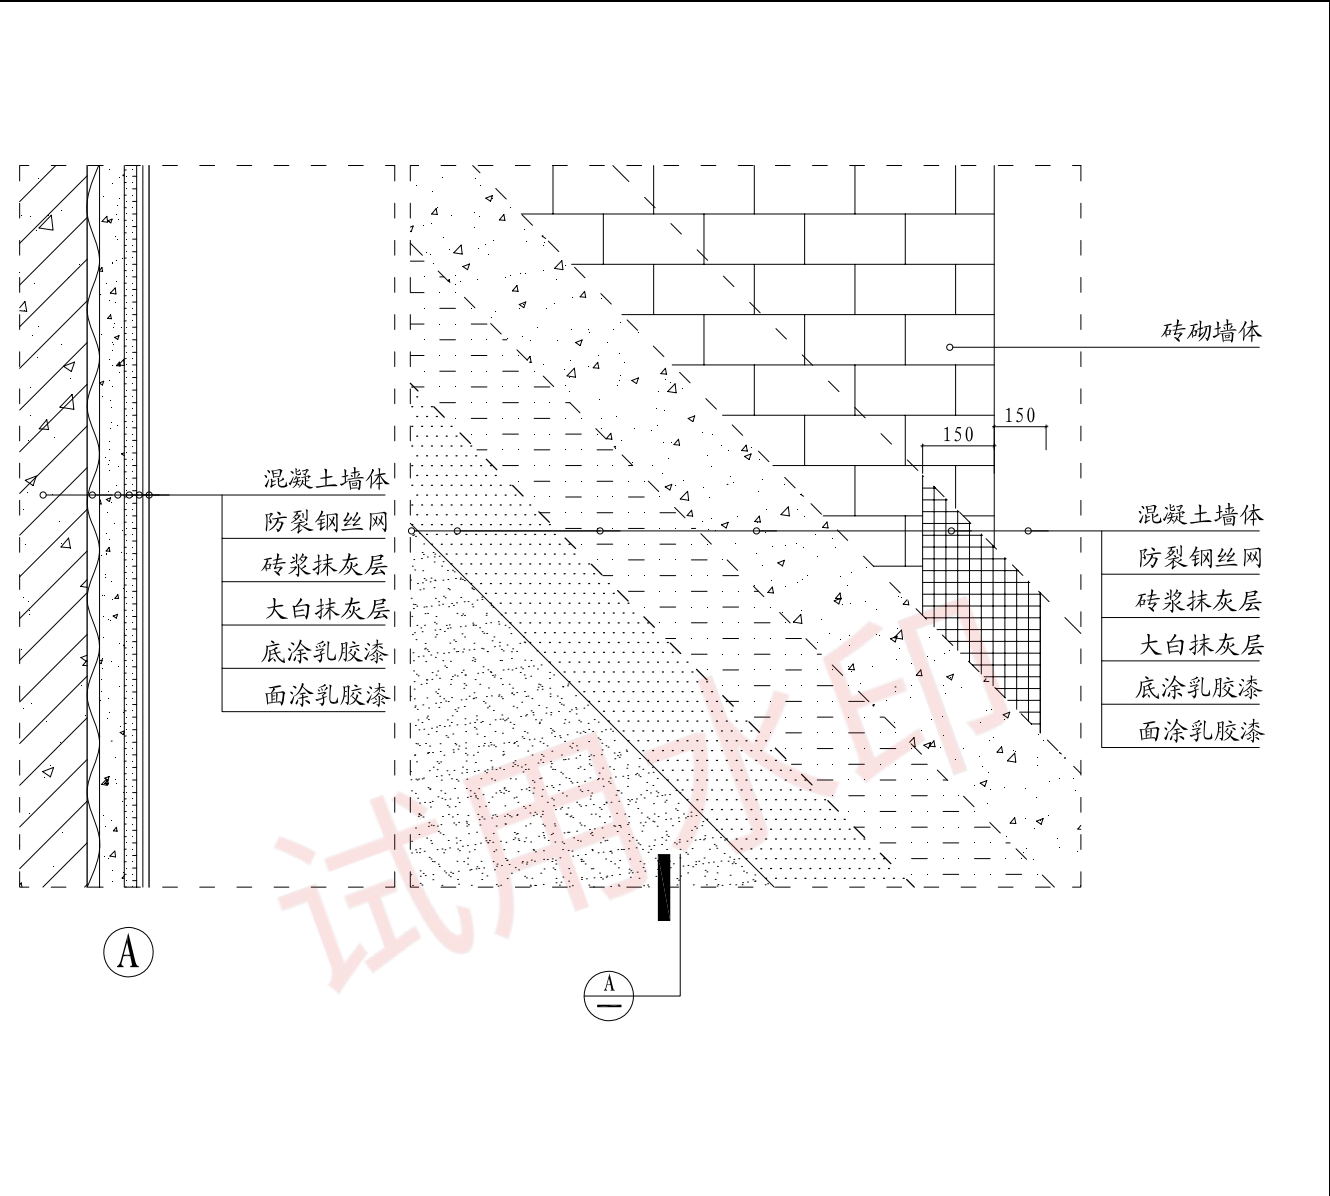 砖砌墙体
150
150
混凝土墙体
防裂钢丝网
砖浆抹灰层
大白抹灰层
底涂乳胶漆
面涂乳胶漆
混凝土墙体
防裂钢丝网
砖浆抹灰层
大白抹灰层
底涂乳胶漆
面涂乳胶漆
试用水印
A
A